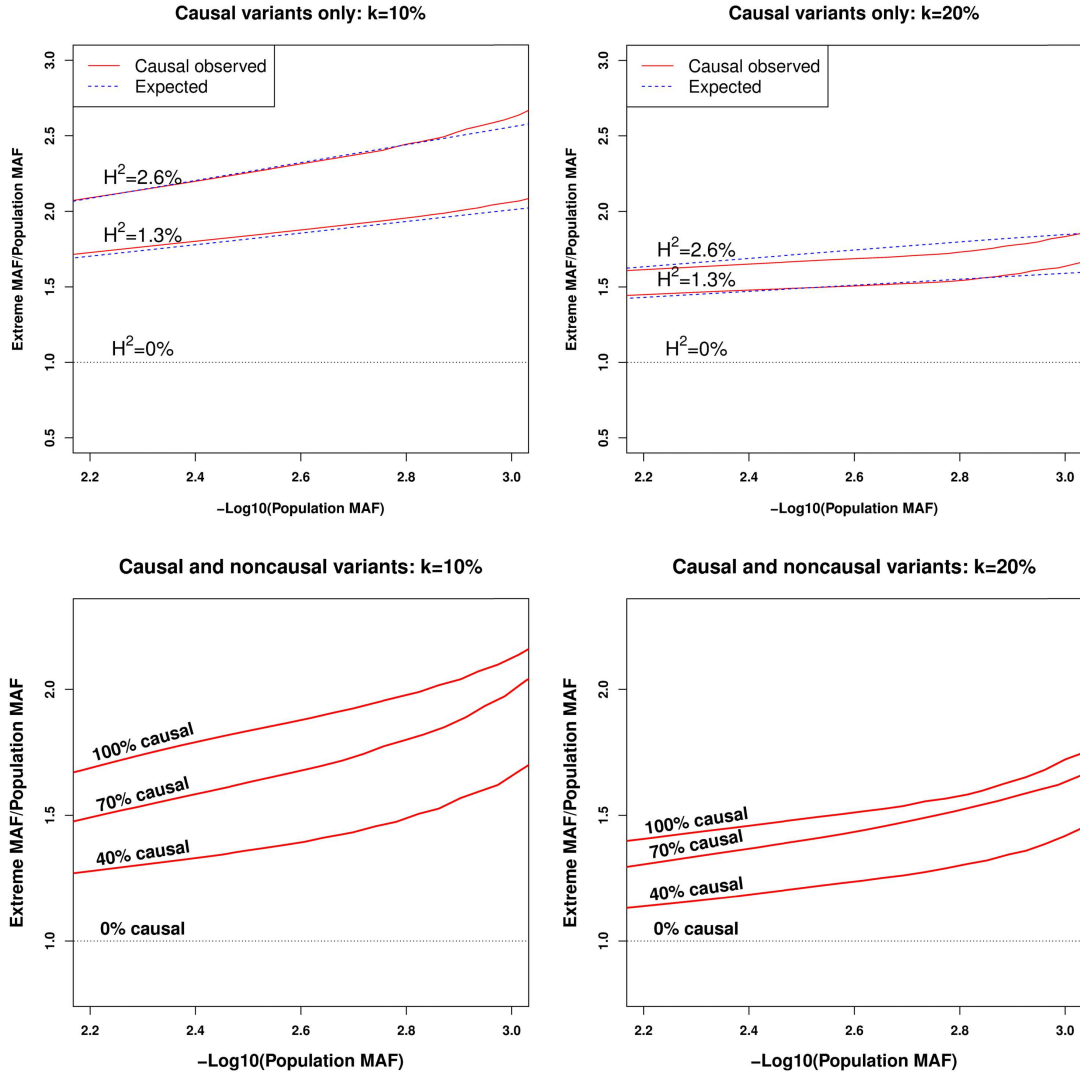 Causal variants only: k=10%
Causal observed
Expected
H²=2.6%
H²=1.3%
H²=0%
0.5
1.0
1.5
2.0
2.5
3.0
Extreme MAF/Population MAF
2.2
2.4
2.6
2.8
3.0
−Log10(Population MAF)
Causal variants only: k=20%
Causal observed
Expected
H²=2.6%
H²=1.3%
H²=0%
0.5
1.0
1.5
2.0
2.5
3.0
Extreme MAF/Population MAF
2.2
2.4
2.6
2.8
3.0
−Log10(Population MAF)
Causal and noncausal variants: k=10%
100% causal
70% causal
40% causal
0% causal
1.0
1.5
2.0
Extreme MAF/Population MAF
2.2
2.4
2.6
2.8
3.0
−Log10(Population MAF)
Causal and noncausal variants: k=20%
100% causal
70% causal
40% causal
0% causal
1.0
1.5
2.0
Extreme MAF/Population MAF
2.2
2.4
2.6
2.8
3.0
−Log10(Population MAF)